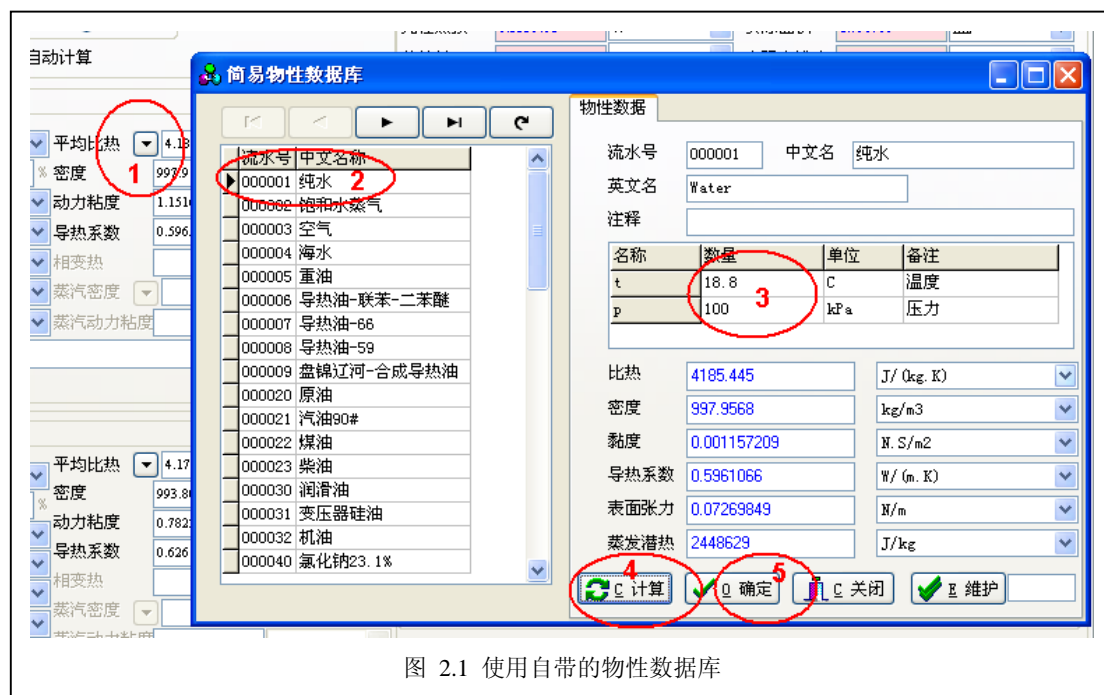 自动计算
平均比热
密度
动力粘度
导热系数
相变热
蒸汽密度
蒸汽动力粘度
%
0.596
1
平均比热 4.17
密度
动力粘度
导热系数 0.626
相变热
蒸汽密度
%
简易物性数据库
流水号 中文名称
000001 纯水
000002 饱和水蒸气
000003 空气
000004 海水
000005 重油
000006 导热油-联苯-二苯醚
000007 导热油-66
000008 导热油-59
000009 盘锦辽河-合成导热油
000020 原油
000021 汽油90#
000022 煤油
000023 柴油
000030 润滑油
000031 变压器硅油
000032 机油
000040 氯化钠23.1%
2
物性数据
流水号 000001 中文名 纯水
英文名 Water
注释
名称 数量 单位 备注
t 18.8 C 温度
p 100 kPa 压力
3
比热 4185.445 J/(kg.K)
密度 997.9568 kg/m3
黏度 0.001157209 N.S/m2
导热系数 0.5961066 W/(m.K)
表面张力 0.07269849 N/m
蒸发潜热 2448629 J/kg
4 5
C 计算 O 确定 C 关闭 E 维护
图 2.1 使用自带的物性数据库